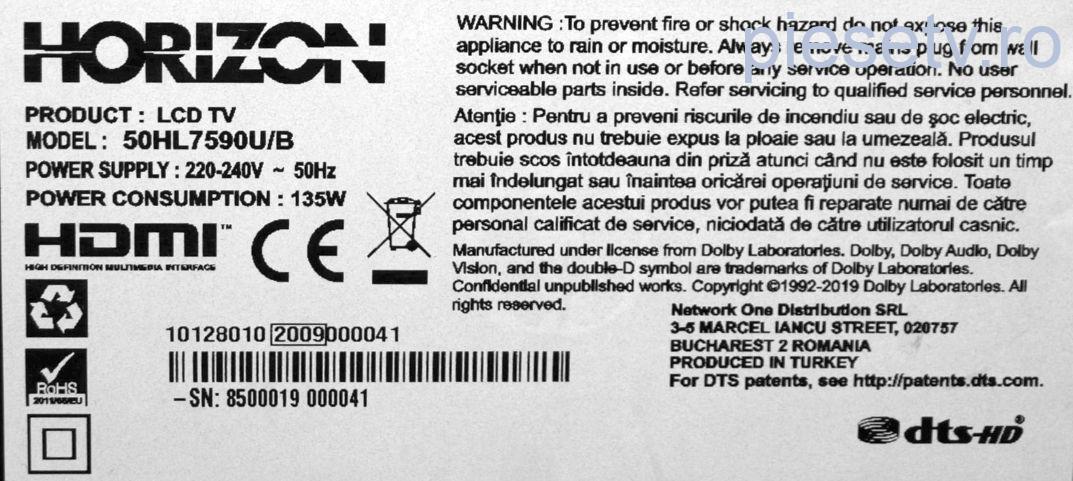 HORIZON
PRODUCT : LCD TV
MODEL : 50HL7590U/B
POWER SUPPLY : 220-240V ~ 50Hz
POWER CONSUMPTION : 135W
HDMI™
HIGH DEFINITION MULTIMEDIA INTERFACE
CE
RoHS
2011/65/EU
10128010 2009000041
–SN: 8500019 000041
WARNING :To prevent fire or shock hazard do not expose this
appliance to rain or moisture. Always remove mains plug from wall
socket when not in use or before any service operation. No user
serviceable parts inside. Refer servicing to qualified service personnel.
Atenţie : Pentru a preveni riscurile de incendiu sau de şoc electric,
acest produs nu trebuie expus la ploaie sau la umezeală. Produsul
trebuie scos întotdeauna din priză atunci când nu este folosit un timp
mai îndelungat sau înaintea oricărei operaţiuni de service. Toate
componentele acestui produs vor putea fi reparate numai de către
personal calificat de service, niciodată de către utilizatorul casnic.
Manufactured under license from Dolby Laboratories. Dolby, Dolby Audio, Dolby
Vision, and the double-D symbol are trademarks of Dolby Laboratories.
Confidential unpublished works. Copyright ©1992-2019 Dolby Laboratories. All
rights reserved.
Network One Distribution SRL
3-5 MARCEL IANCU STREET, 020757
BUCHAREST 2 ROMANIA
PRODUCED IN TURKEY
For DTS patents, see http://patents.dts.com.
dts-HD®
piesetv.ro